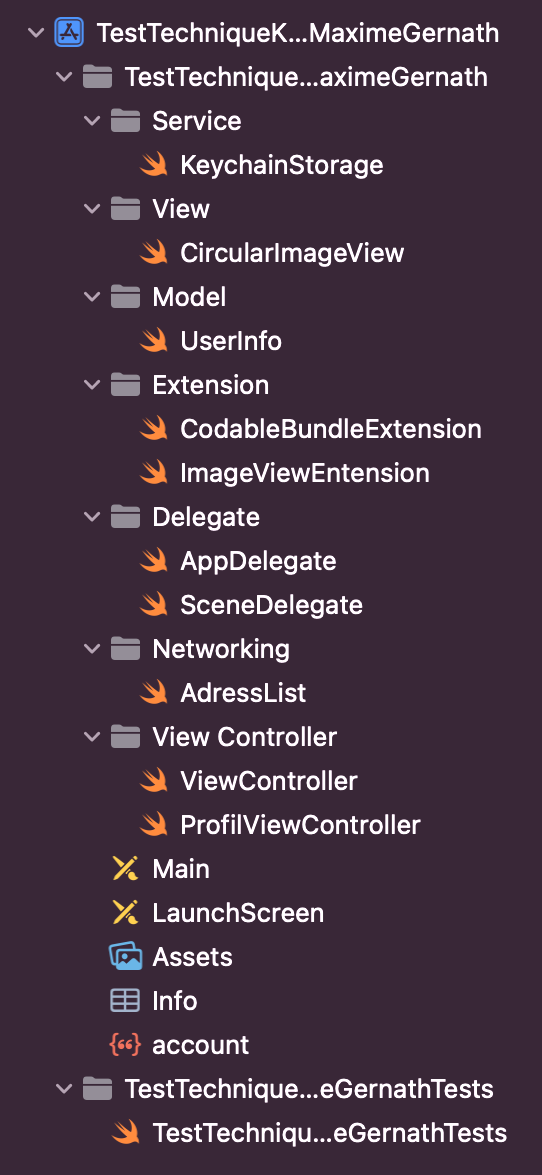 TestTechniqueK...MaximeGernath
TestTechnique...aximeGernath
Service
KeychainStorage
View
CircularImageView
Model
UserInfo
Extension
CodableBundleExtension
ImageViewEntension
Delegate
AppDelegate
SceneDelegate
Networking
AdressList
View Controller
ViewController
ProfilViewController
Main
LaunchScreen
Assets
Info
account
TestTechnique...eGernathTests
TestTechniqu...eGernathTests